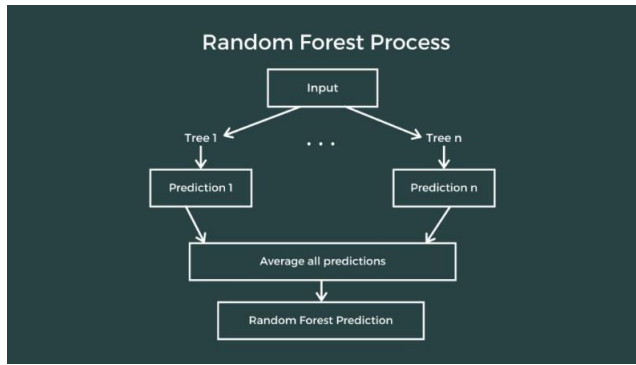 Random Forest Process
Input
Tree 1
. . .
Tree n
Prediction 1
Prediction n
Average all predictions
Random Forest Prediction